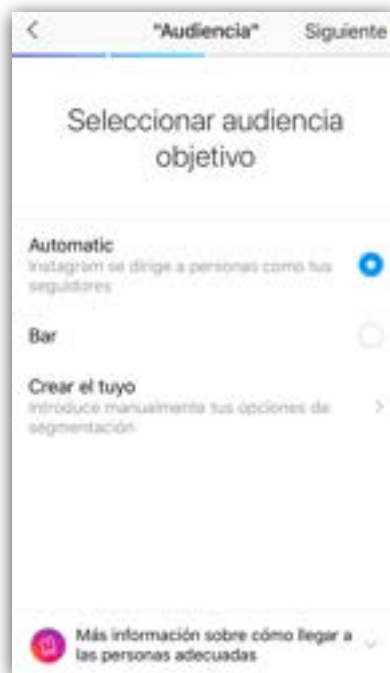 "Audiencia" Siguiente
Seleccionar audiencia
objetivo
Automatic
Instagram se dirige a personas como tus
seguidores
Bar
Crear el tuyo
Introduce manualmente tus opciones de
segmentación
Más información sobre cómo llegar a
las personas adecuadas